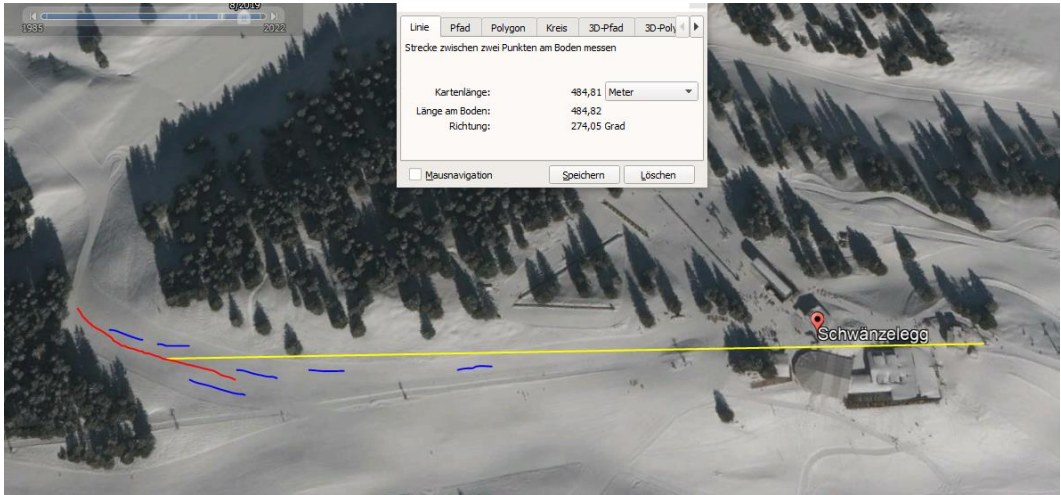 8/2019
1985 2022
Linie Pfad Polygon Kreis 3D-Pfad 3D-Poly
Strecke zwischen zwei Punkten am Boden messen
Kartenlänge: 484,81 Meter
Länge am Boden: 484,82
Richtung: 274,05 Grad
Mausnavigation Speichern Löschen
Schwänzelegg